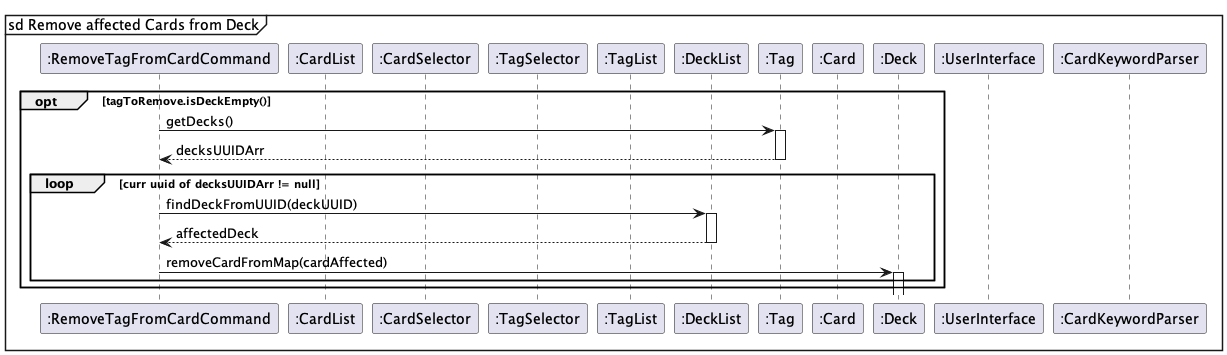 sd Remove affected Cards from Deck
:RemoveTagFromCardCommand :CardList :CardSelector :TagSelector :TagList :DeckList :Tag :Card :Deck :UserInterface :CardKeywordParser
opt [tagToRemove.isDeckEmpty()]
getDecks()
decksUUIDArr
loop [curr uuid of decksUUIDArr != null]
findDeckFromUUID(deckUUID)
affectedDeck
removeCardFromMap(cardAffected)
:RemoveTagFromCardCommand :CardList :CardSelector :TagSelector :TagList :DeckList :Tag :Card :Deck :UserInterface :CardKeywordParser